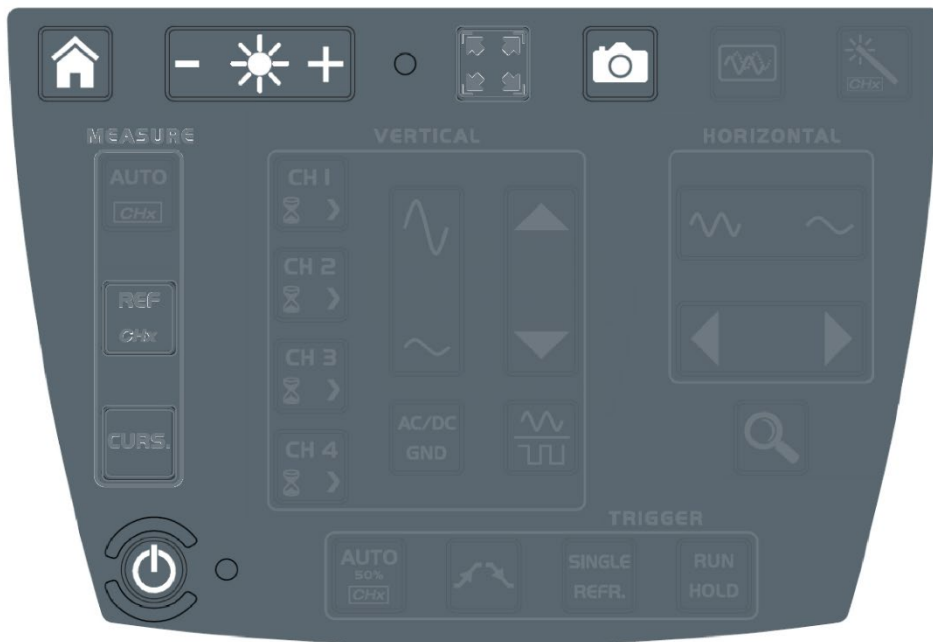 MEASURE
VERTICAL
HORIZONTAL
AUTO
CHx
REF
CHx
CURS.
CH 1
CH 2
CH 3
CH 4
AC/DC
GND
CHx
TRIGGER
AUTO
50%
CHx
SINGLE
REFR.
RUN
HOLD